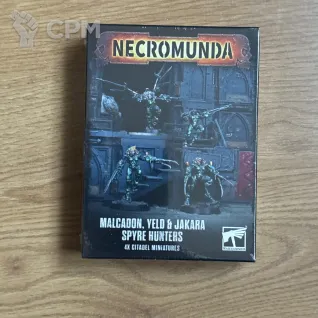 CPM
NECROMUNDA
MALCADON, YELD & JAKARA
SPYRE HUNTERS
4X CITADEL MINIATURES